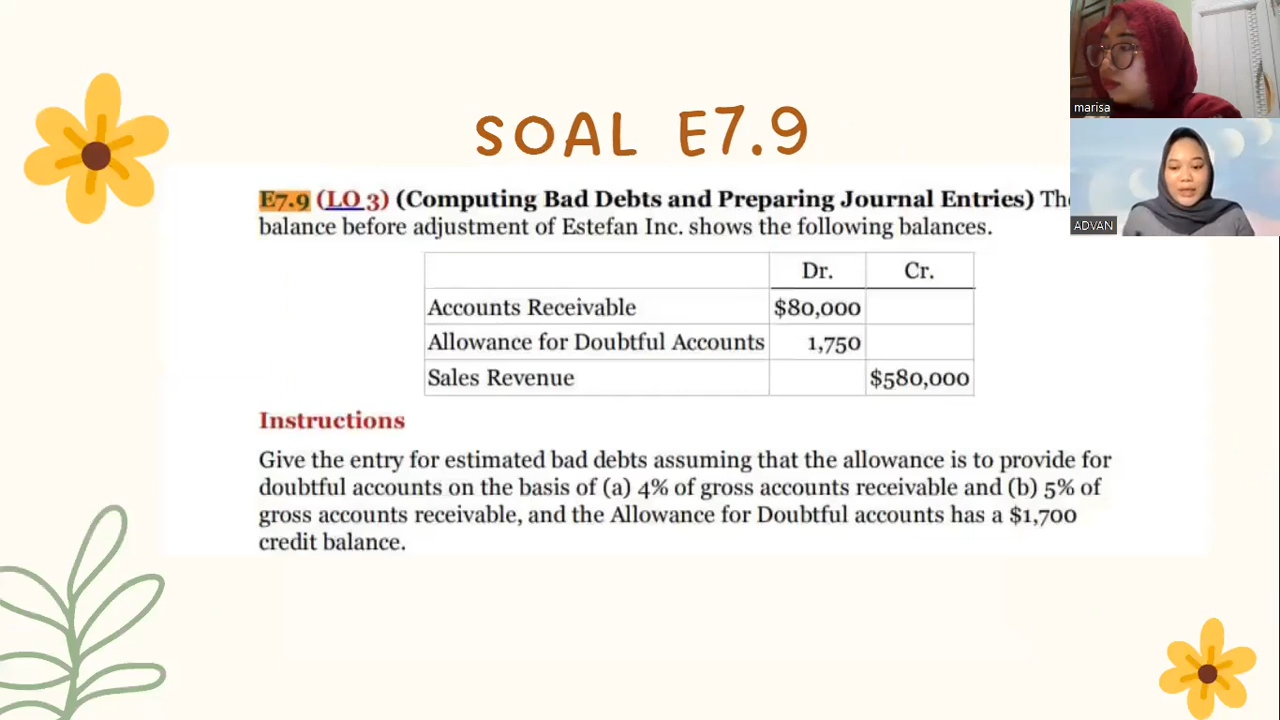 SOAL E7.9
E7.9 (LO 3) (Computing Bad Debts and Preparing Journal Entries) The
balance before adjustment of Estefan Inc. shows the following balances.
Dr. Cr.
Accounts Receivable $80,000
Allowance for Doubtful Accounts 1,750
Sales Revenue $580,000
Instructions
Give the entry for estimated bad debts assuming that the allowance is to provide for
doubtful accounts on the basis of (a) 4% of gross accounts receivable and (b) 5% of
gross accounts receivable, and the Allowance for Doubtful accounts has a $1,700
credit balance.
marisa
ADVAN